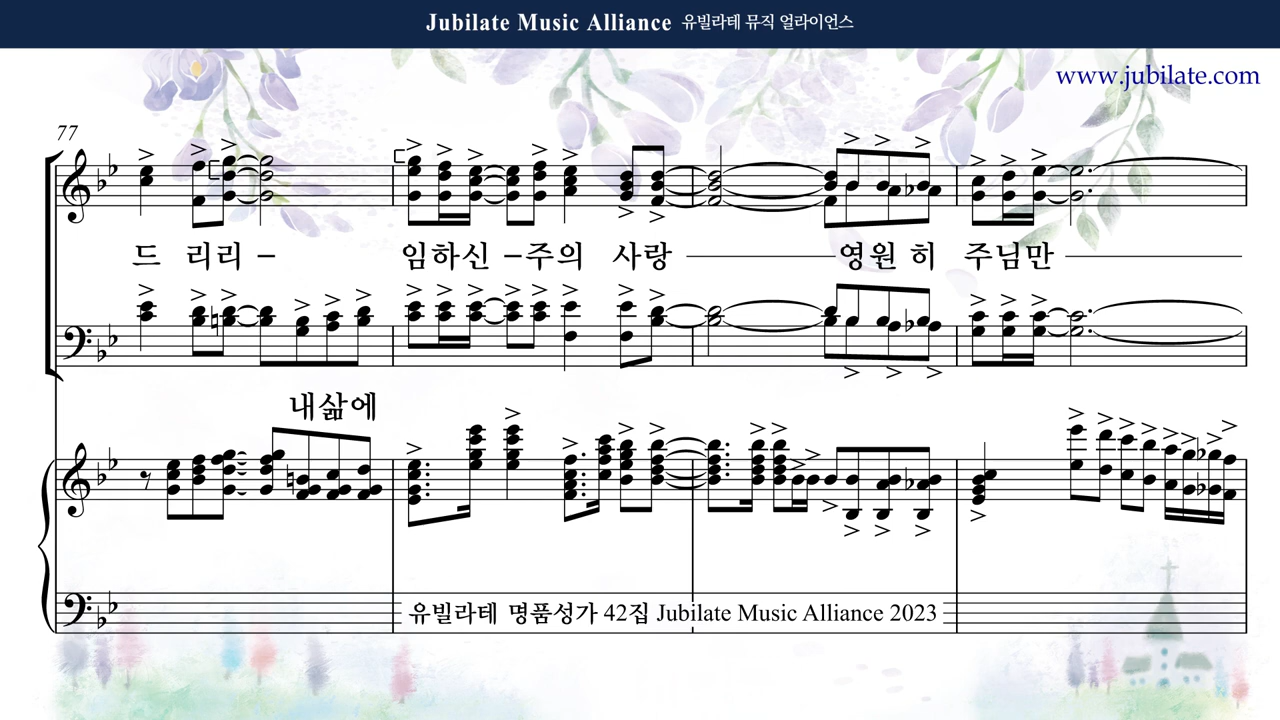 Jubilate Music Alliance 유빌라테 뮤직 얼라이언스
www.jubilate.com
77
드 리리 – 임하신 –주의 사랑 영원 히 주님만
내삶에
유빌라테 명품성가 42집 Jubilate Music Alliance 2023